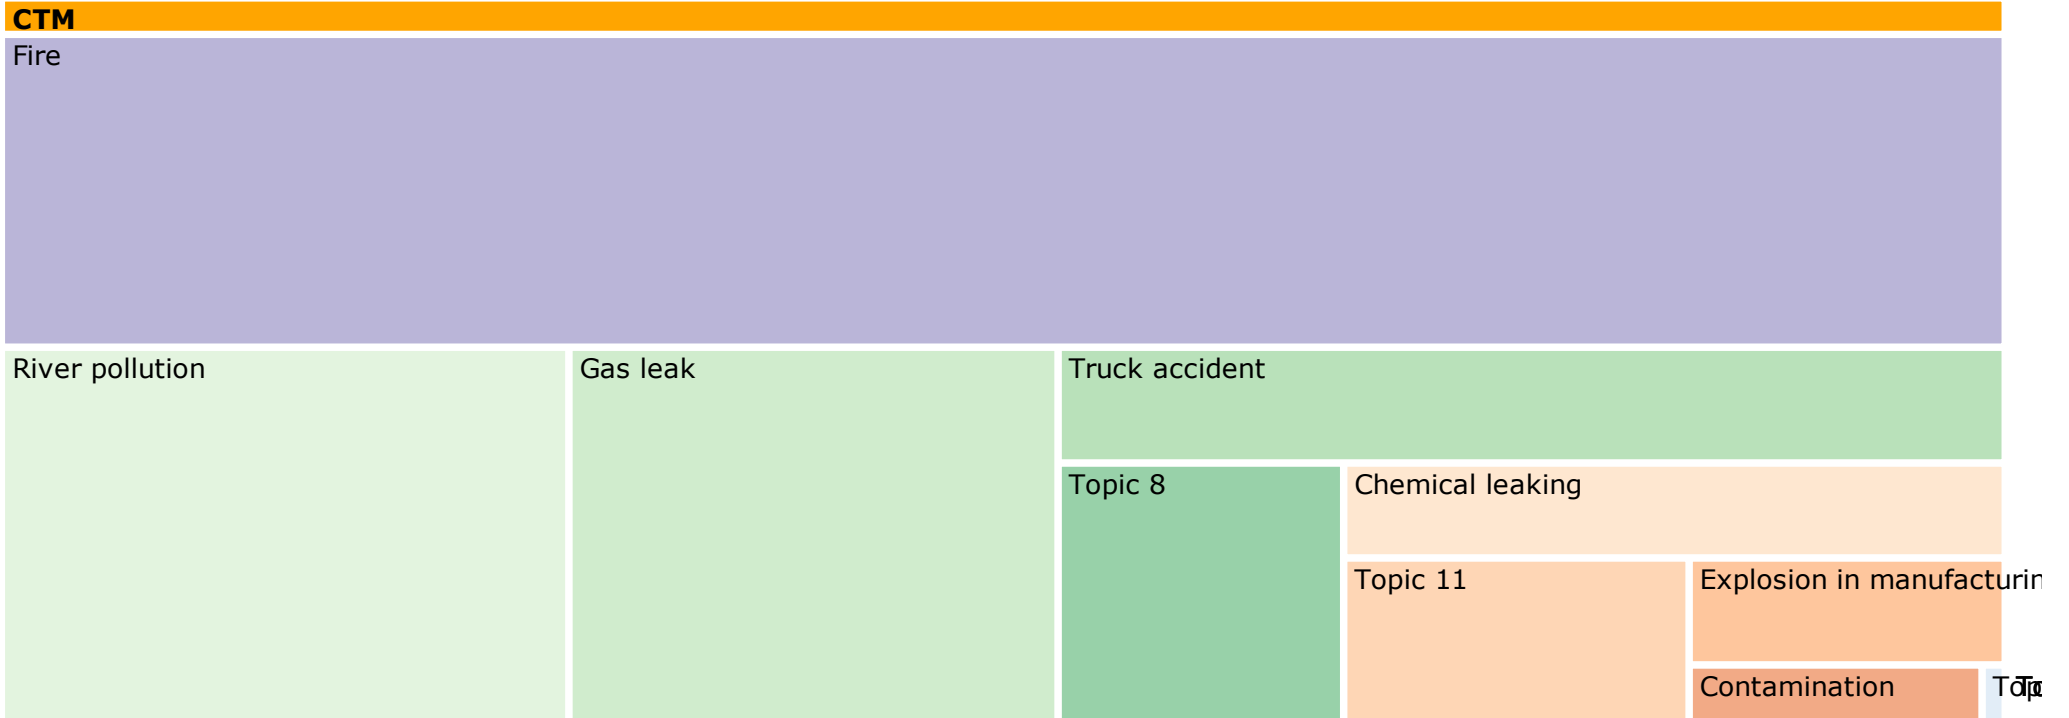 CTM
Fire
River pollution
Gas leak
Truck accident
Topic 8
Chemical leaking
Topic 11
Explosion in manufacturin
Contamination